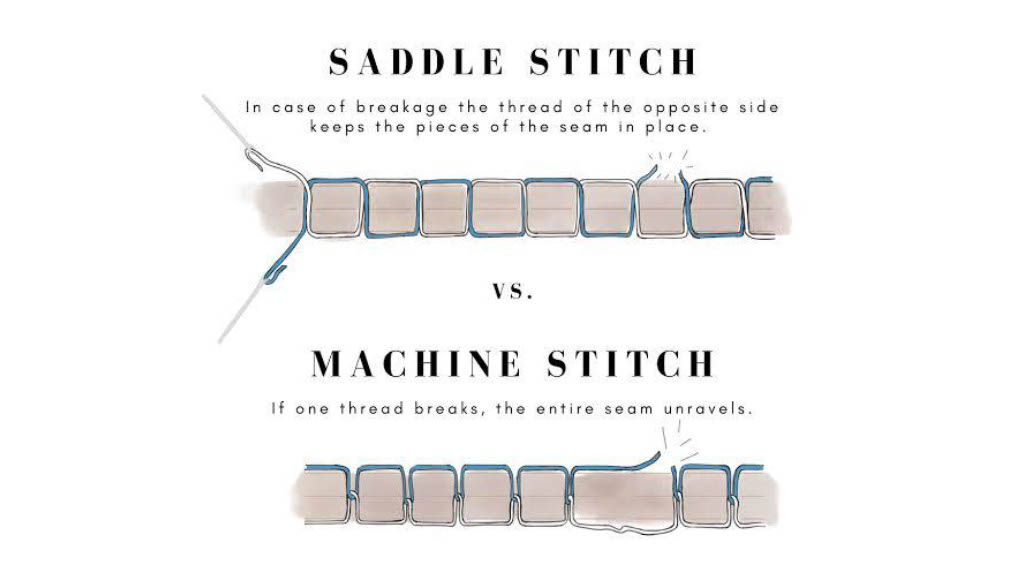 SADDLE STITCH
In case of breakage the thread of the opposite side
keeps the pieces of the seam in place.
VS.
MACHINE STITCH
If one thread breaks, the entire seam unravels.